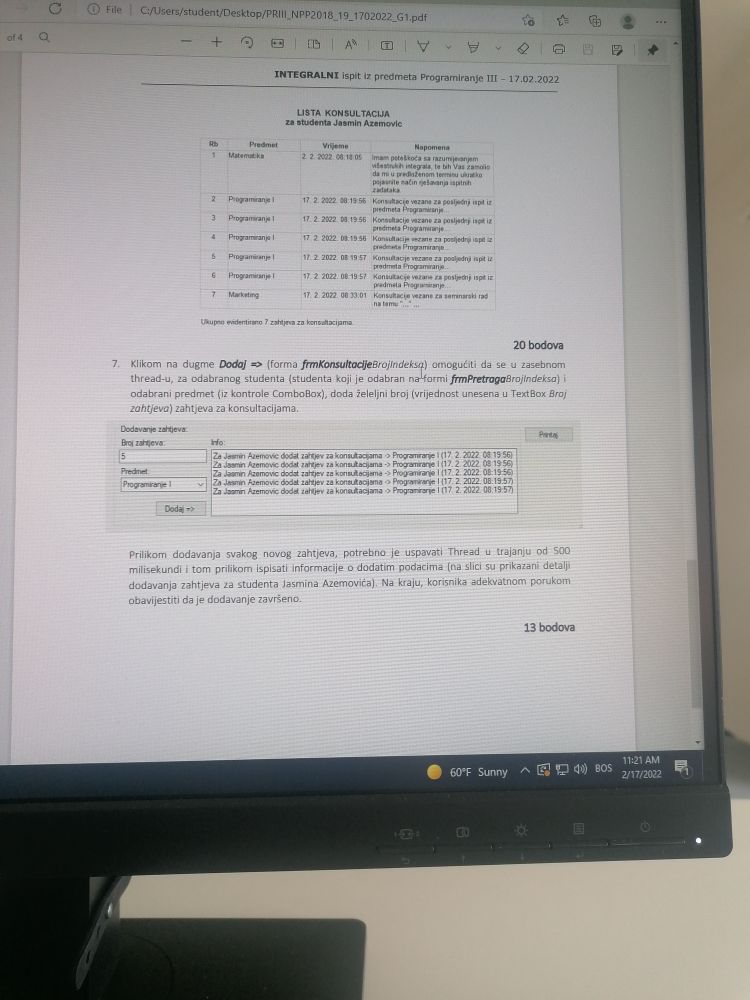 File | C:/Users/student/Desktop/PRIII_NPP2018_19_1702022_G1.pdf
of 4
INTEGRALNI ispit iz predmeta Programiranje III – 17.02.2022
LISTA KONSULTACIJA
za studenta Jasmin Azemovic
Rb Predmet Vrijeme Napomena
1 Matematika 2. 2. 2022. 08:18:05 Imam poteškoća sa razumijevanjem
višestrukih integrala, te bih Vas zamolio
da mi u predloženom terminu ukratko
pojasnite način rješavanja ispitnih
zadataka.
2 Programiranje I 17. 2. 2022. 08:19:56 Konsultacije vezane za posljednji ispit iz
predmeta Programiranje...
3 Programiranje I 17. 2. 2022. 08:19:56 Konsultacije vezane za posljednji ispit iz
predmeta Programiranje...
4 Programiranje I 17. 2. 2022. 08:19:56 Konsultacije vezane za posljednji ispit iz
predmeta Programiranje...
5 Programiranje I 17. 2. 2022. 08:19:57 Konsultacije vezane za posljednji ispit iz
predmeta Programiranje...
6 Programiranje I 17. 2. 2022. 08:19:57 Konsultacije vezane za posljednji ispit iz
predmeta Programiranje...
7 Marketing 17. 2. 2022. 08:33:01 Konsultacije vezane za seminarski rad
na temu "..." ...
Ukupno evidentirano 7 zahtjeva za konsultacijama.
20 bodova
7. Klikom na dugme Dodaj => (forma frmKonsultacijeBrojIndeksa) omogućiti da se u zasebnom
thread-u, za odabranog studenta (studenta koji je odabran na formi frmPretragaBrojIndeksa) i
odabrani predmet (iz kontrole ComboBox), doda želeljni broj (vrijednost unesena u TextBox Broj
zahtjeva) zahtjeva za konsultacijama.
Dodavanje zahtjeva:
Broj zahtjeva: Info: Printaj
5 Za Jasmin Azemovic dodat zahtjev za konsultacijama -> Programiranje I (17. 2. 2022. 08:19:56)
Za Jasmin Azemovic dodat zahtjev za konsultacijama -> Programiranje I (17. 2. 2022. 08:19:56)
Predmet: Za Jasmin Azemovic dodat zahtjev za konsultacijama -> Programiranje I (17. 2. 2022. 08:19:56)
Programiranje I Za Jasmin Azemovic dodat zahtjev za konsultacijama -> Programiranje I (17. 2. 2022. 08:19:57)
Za Jasmin Azemovic dodat zahtjev za konsultacijama -> Programiranje I (17. 2. 2022. 08:19:57)
Dodaj =>
Prilikom dodavanja svakog novog zahtjeva, potrebno je uspavati Thread u trajanju od 500
milisekundi i tom prilikom ispisati informacije o dodatim podacima (na slici su prikazani detalji
dodavanja zahtjeva za studenta Jasmina Azemovića). Na kraju, korisnika adekvatnom porukom
obavijestiti da je dodavanje završeno.
13 bodova
60°F Sunny BOS 11:21 AM
2/17/2022 1